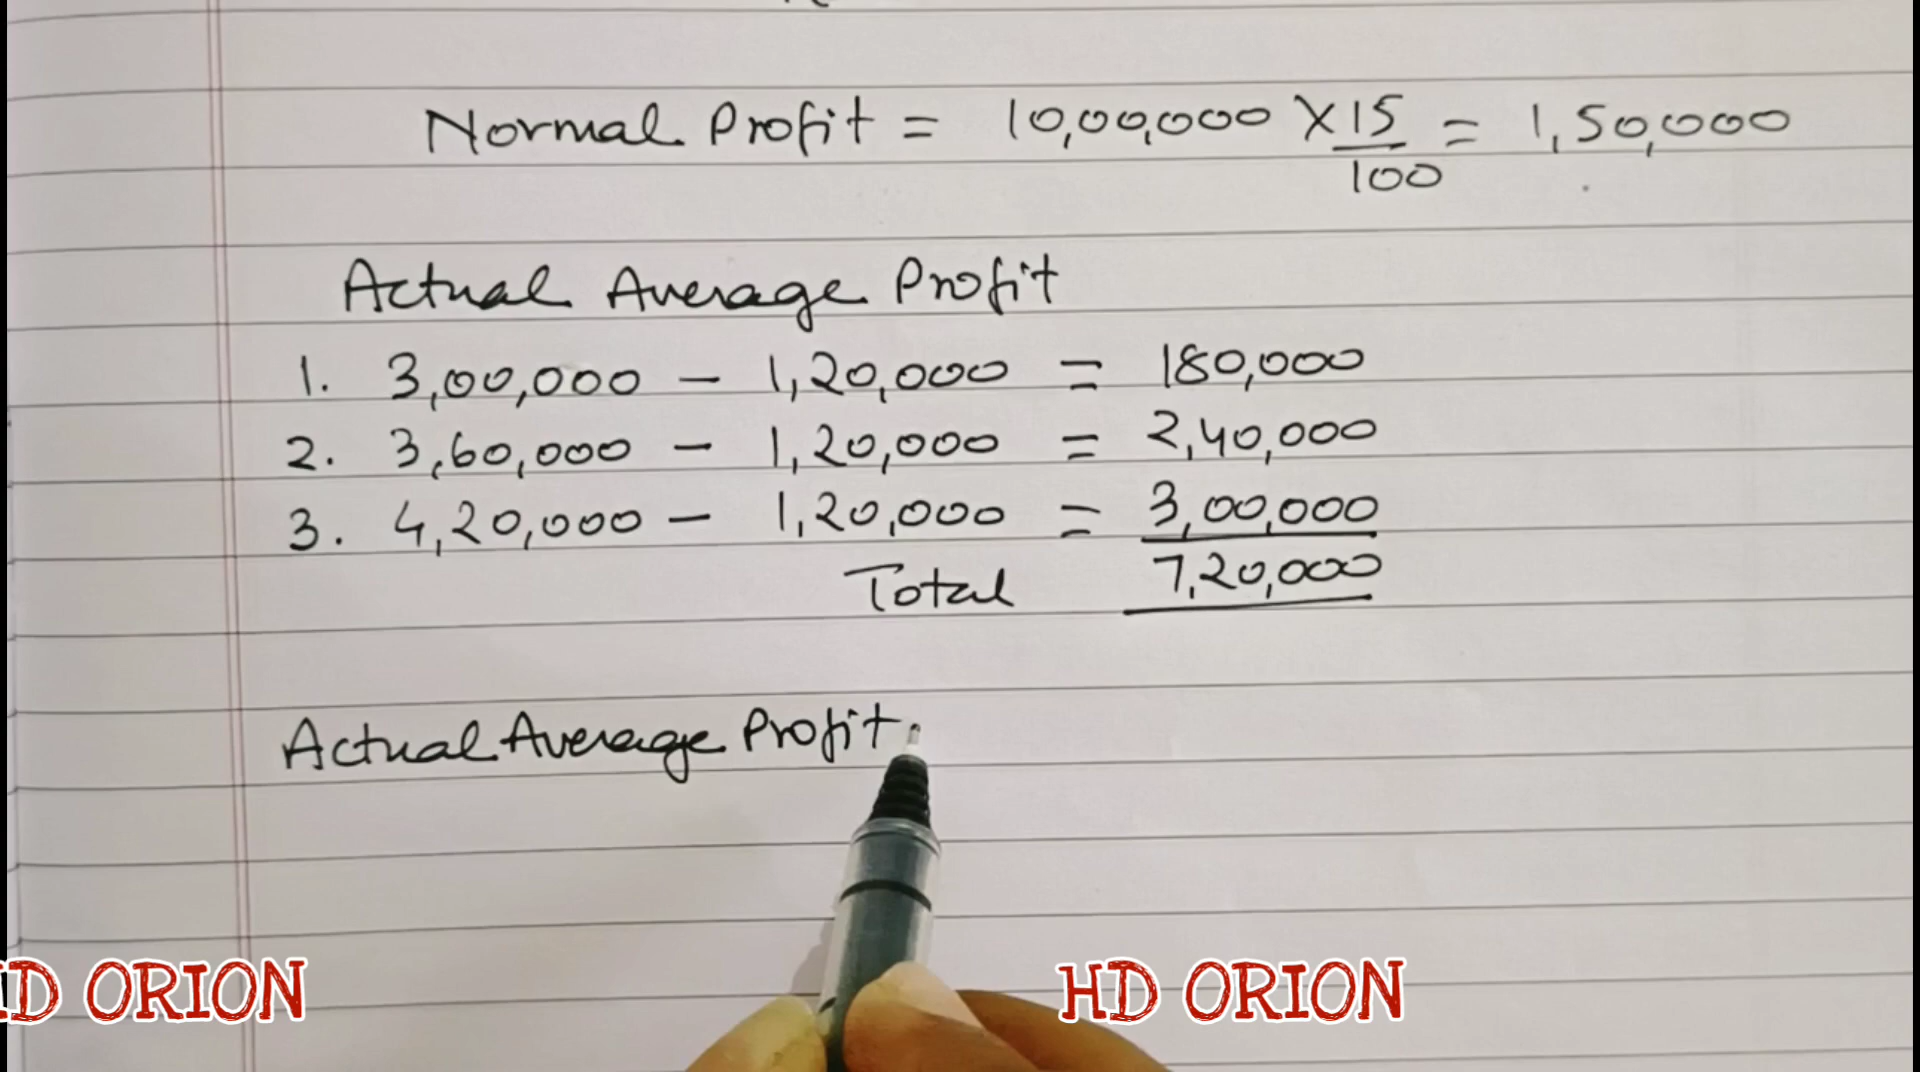 Normal Profit = 10,00,000 X 15/100 = 1,50,000
Actual Average Profit
1. 3,00,000 – 1,20,000 = 180,000
2. 3,60,000 – 1,20,000 = 2,40,000
3. 4,20,000 – 1,20,000 = 3,00,000
Total 7,20,000
Actual Average Profit
D ORION HD ORION